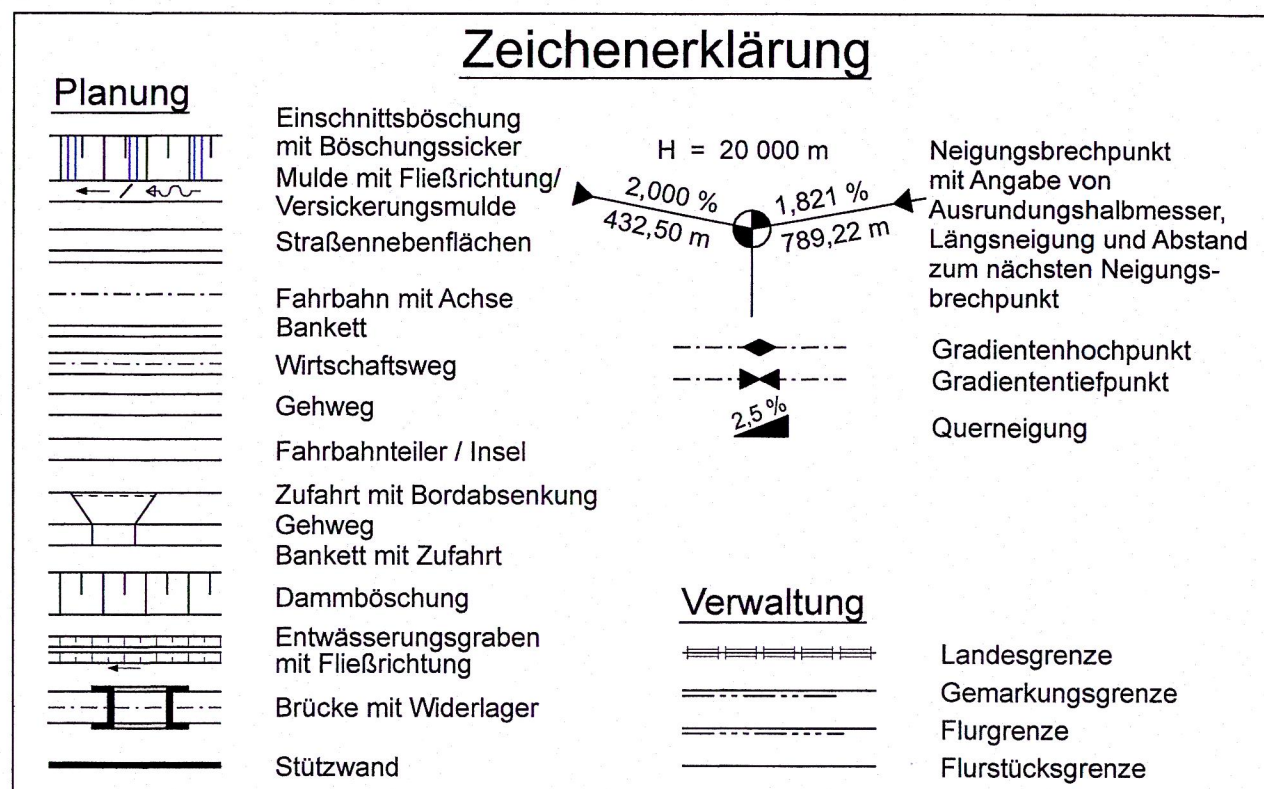 Zeichenerklärung
Planung
Einschnittsböschung
mit Böschungssicker
Mulde mit Fließrichtung/
Versickerungsmulde
Straßennebenflächen
Fahrbahn mit Achse
Bankett
Wirtschaftsweg
Gehweg
Fahrbahnteiler / Insel
Zufahrt mit Bordabsenkung
Gehweg
Bankett mit Zufahrt
Dammböschung
Entwässerungsgraben
mit Fließrichtung
Brücke mit Widerlager
Stützwand
H = 20 000 m
2,000 %
432,50 m
1,821 %
789,22 m
Neigungsbrechpunkt
mit Angabe von
Ausrundungshalbmesser,
Längsneigung und Abstand
zum nächsten Neigungs-
brechpunkt
Gradientenhochpunkt
Gradiententiefpunkt
2,5 %
Querneigung
Verwaltung
Landesgrenze
Gemarkungsgrenze
Flurgrenze
Flurstücksgrenze